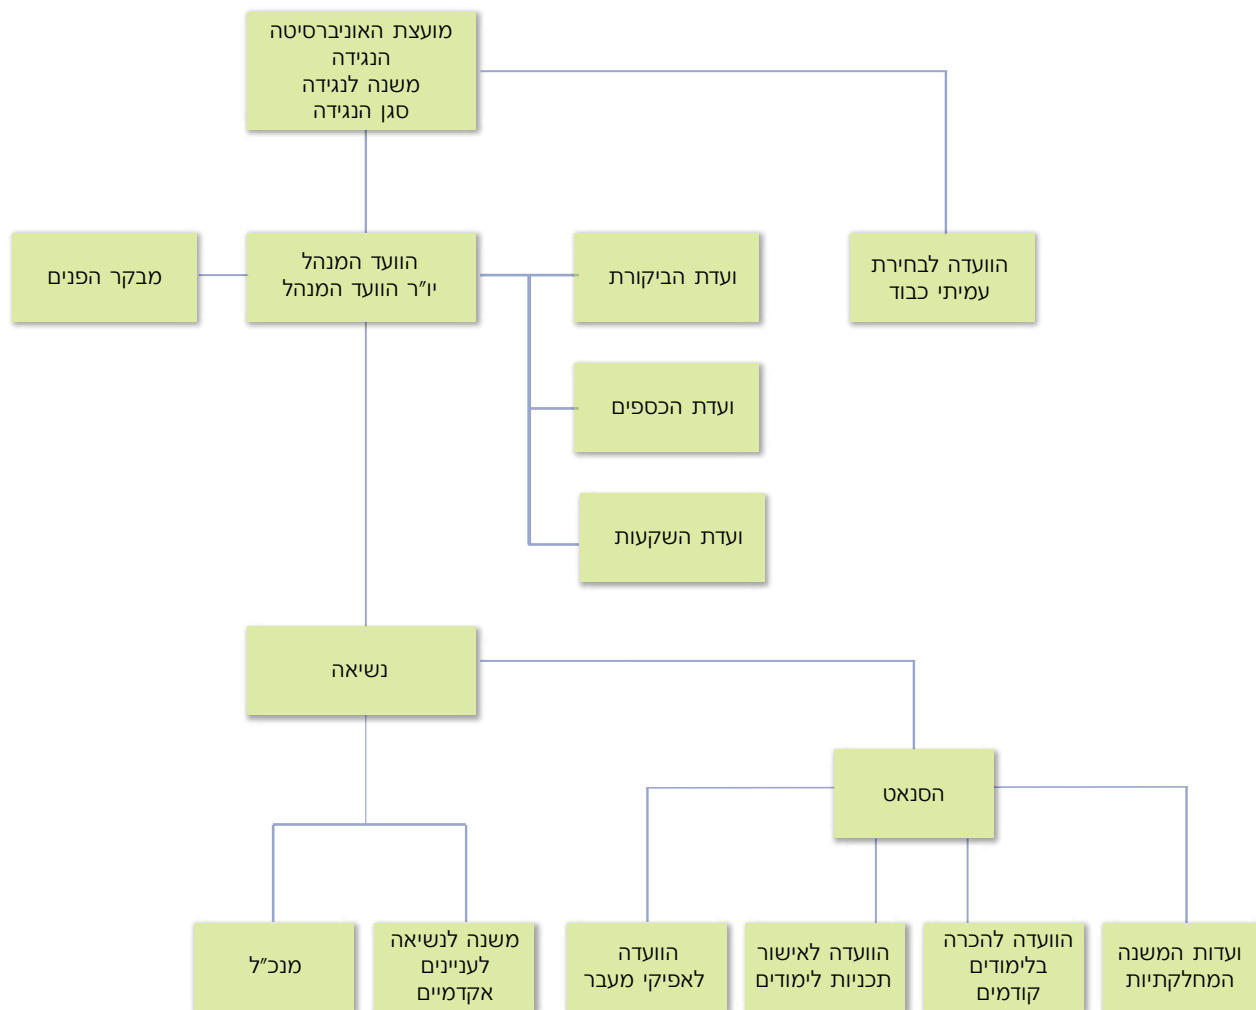 מועצת האוניברסיטה
הנגידה
משנה לנגידה
סגן הנגידה
הוועדה לבחירת
עמיתי כבוד
ועדת הביקורת
הוועד המנהל
יו״ר הוועד המנהל
מבקר הפנים
ועדת הכספים
ועדת השקעות
נשיאה
הסנאט
ועדות המשנה
המחלקתיות
הוועדה להכרה
בלימודים
קודמים
הוועדה לאישור
תכניות לימודים
הוועדה
לאפיקי מעבר
משנה לנשיאה
לעניינים
אקדמיים
מנכ״ל